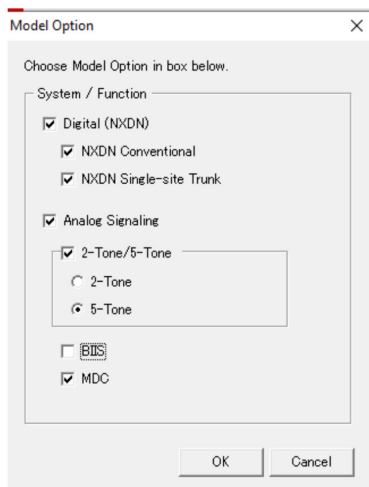 Model Option
Choose Model Option in box below.
System / Function
Digital (NXDN)
NXDN Conventional
NXDN Single-site Trunk
Analog Signaling
2-Tone/5-Tone
2-Tone
5-Tone
BIIS
MDC
OK Cancel